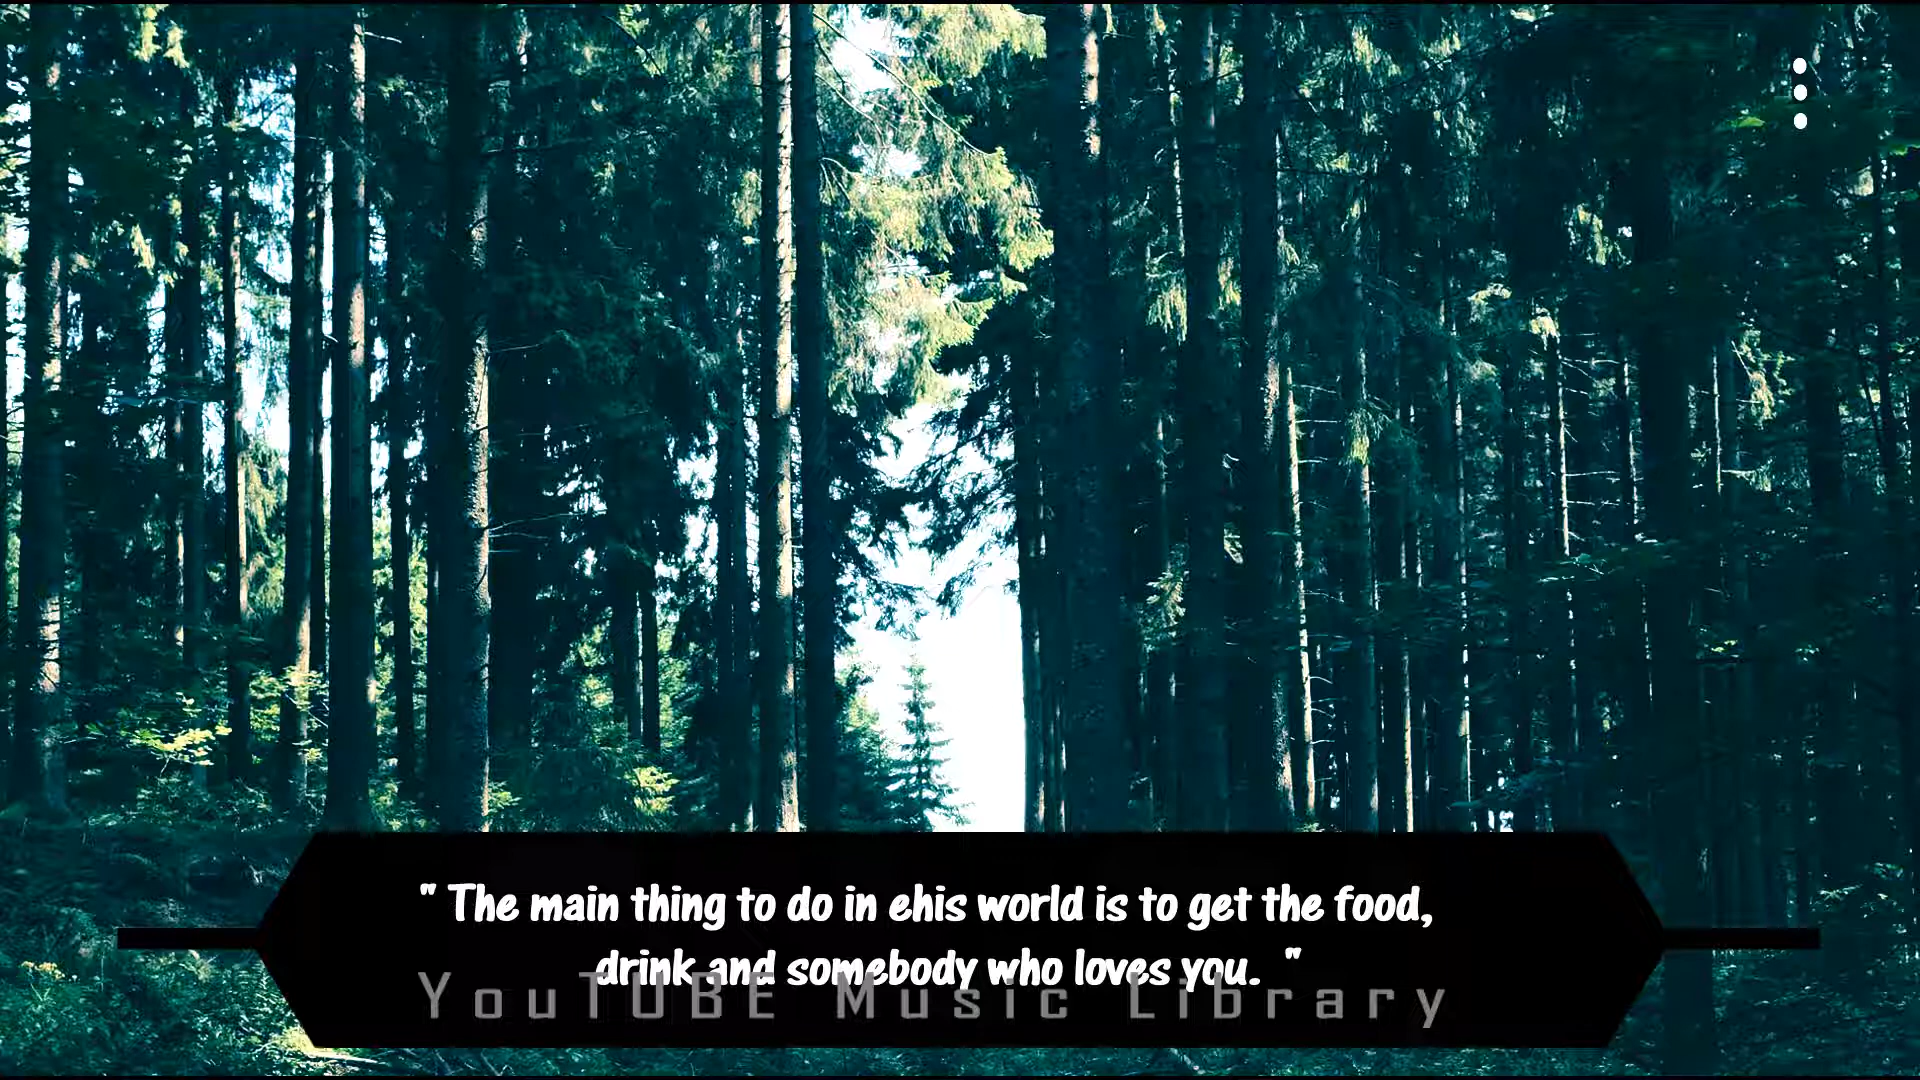 " The main thing to do in ehis world is to get the food,
drink and somebody who loves you. "
YouTUBE Music Library